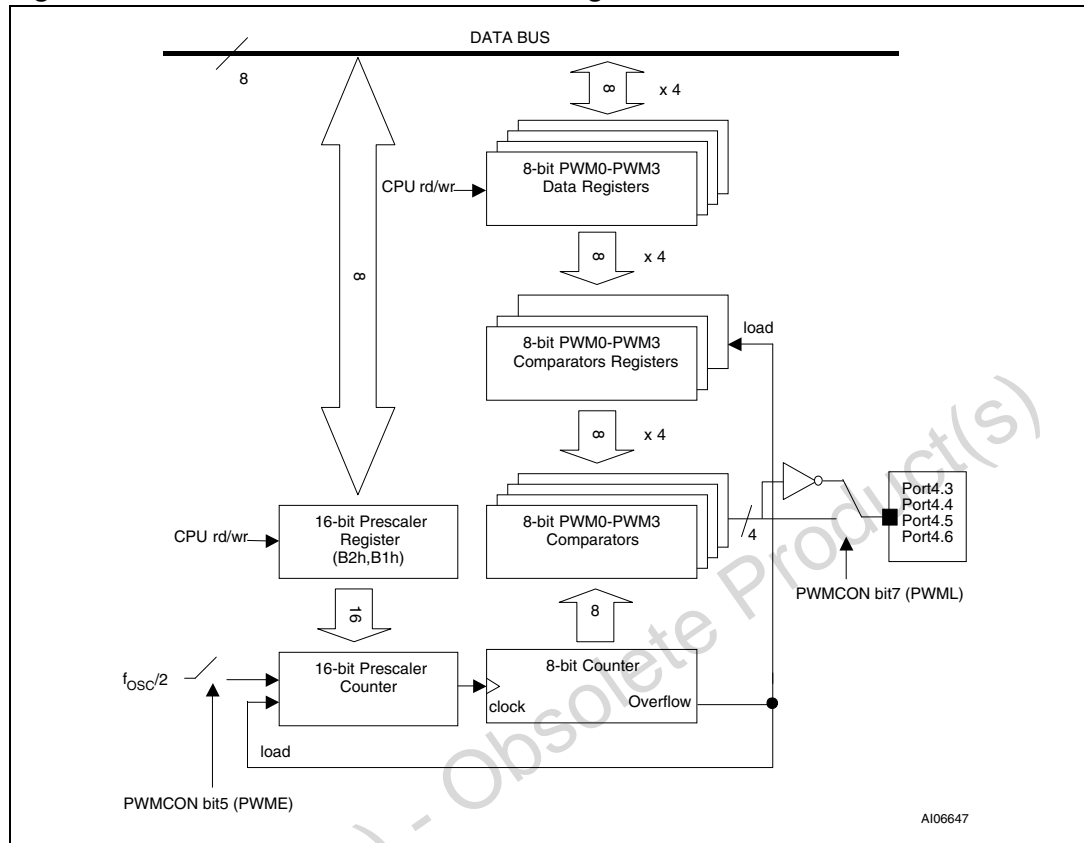 DATA BUS
8
8
x 4
8-bit PWM0-PWM3
Data Registers
CPU rd/wr
8
x 4
8
load
8-bit PWM0-PWM3
Comparators Registers
8
x 4
8-bit PWM0-PWM3
Comparators
4
Port4.3
Port4.4
Port4.5
Port4.6
CPU rd/wr
16-bit Prescaler
Register
(B2h,B1h)
PWMCON bit7 (PWML)
16
8
fOSC/2
16-bit Prescaler
Counter
8-bit Counter
clock
Overflow
load
PWMCON bit5 (PWME)
AI06647
) - Obsolete Product(s)